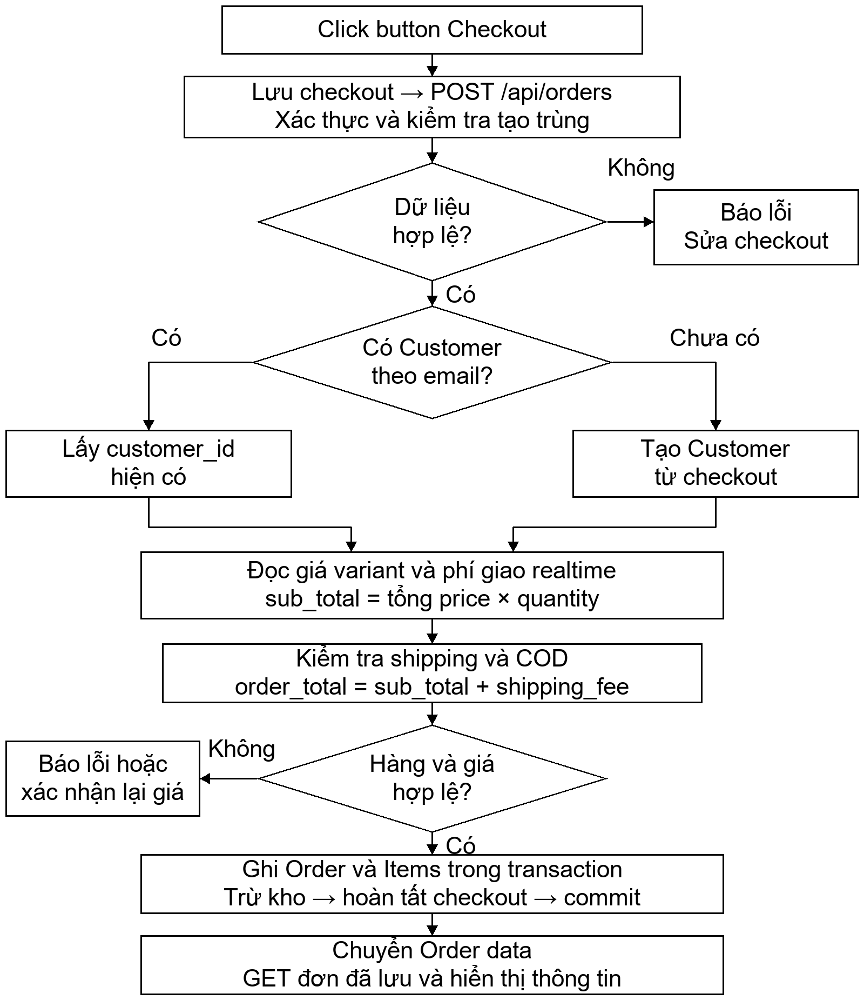 Click button Checkout
Lưu checkout → POST /api/orders
Xác thực và kiểm tra tạo trùng
Không
Dữ liệu
hợp lệ?
Báo lỗi
Sửa checkout
Có
Có
Chưa có
Có Customer
theo email?
Lấy customer_id
hiện có
Tạo Customer
từ checkout
Đọc giá variant và phí giao realtime
sub_total = tổng price × quantity
Kiểm tra shipping và COD
order_total = sub_total + shipping_fee
Không
Báo lỗi hoặc
xác nhận lại giá
Hàng và giá
hợp lệ?
Có
Ghi Order và Items trong transaction
Trừ kho → hoàn tất checkout → commit
Chuyển Order data
GET đơn đã lưu và hiển thị thông tin